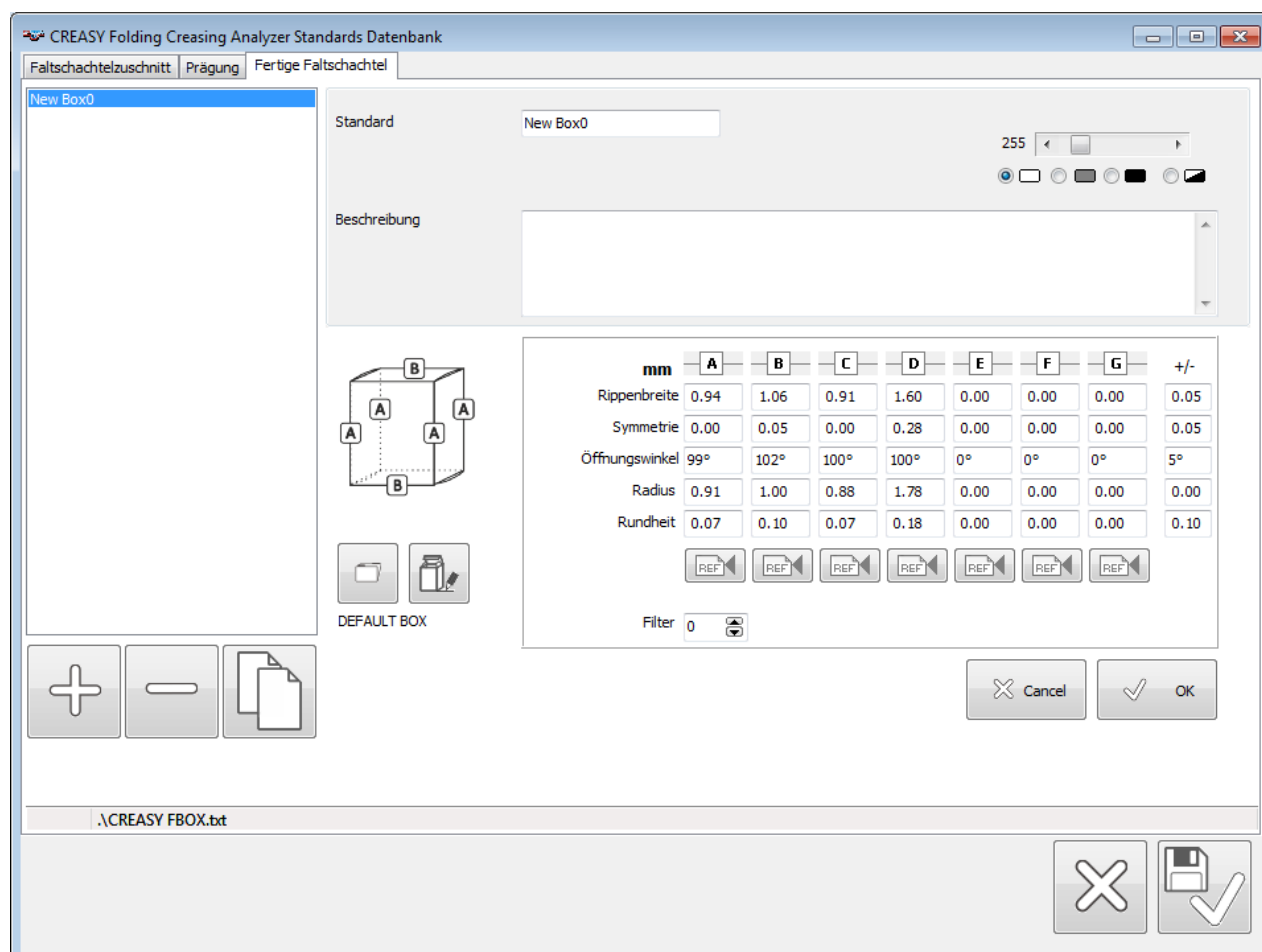 CREASY Folding Creasing Analyzer Standards Datenbank
Faltschachtelzuschnitt Prägung Fertige Faltschachtel
New Box0
Standard New Box0
255
Beschreibung
B
A A
A A
B
DEFAULT BOX
mm A B C D E F G +/-
Rippenbreite 0.94 1.06 0.91 1.60 0.00 0.00 0.00 0.05
Symmetrie 0.00 0.05 0.00 0.28 0.00 0.00 0.00 0.05
Öffnungswinkel 99° 102° 100° 100° 0° 0° 0° 5°
Radius 0.91 1.00 0.88 1.78 0.00 0.00 0.00 0.00
Rundheit 0.07 0.10 0.07 0.18 0.00 0.00 0.00 0.10
REF REF REF REF REF REF REF
Filter 0
Cancel OK
.\CREASY FBOX.txt